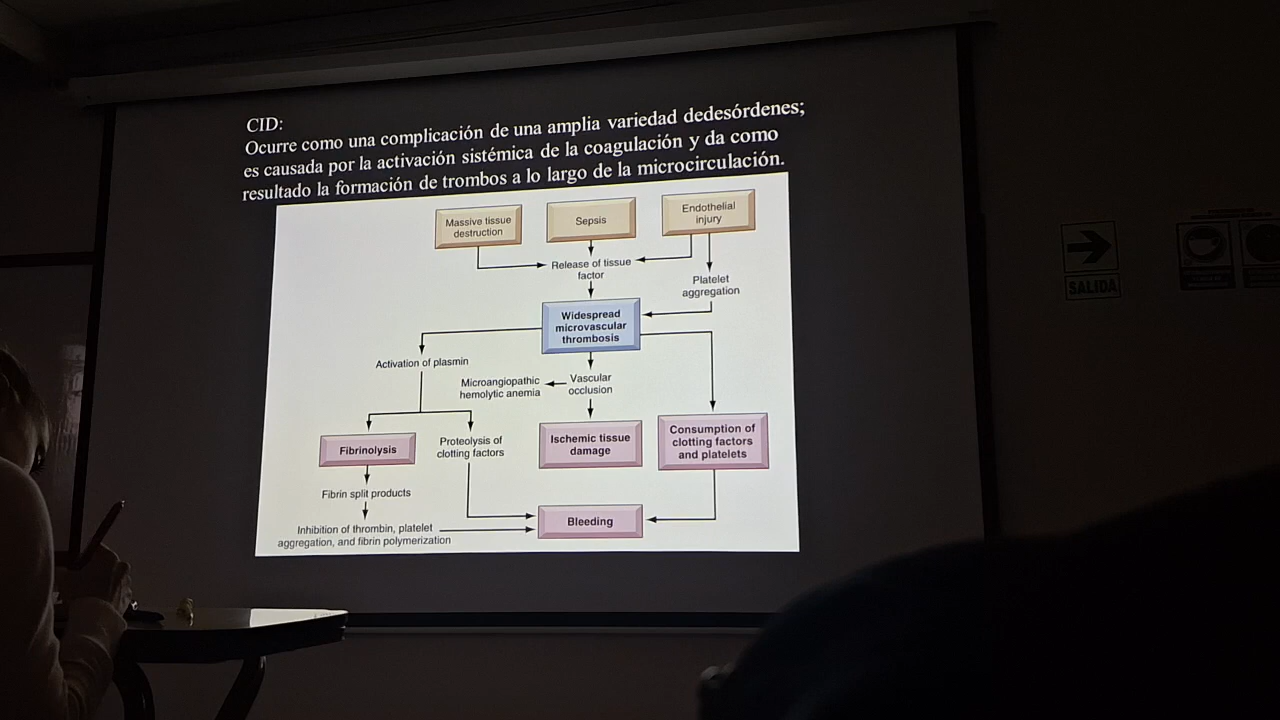 CID:
Ocurre como una complicación de una amplia variedad dedesórdenes;
es causada por la activación sistémica de la coagulación y da como
resultado la formación de trombos a lo largo de la microcirculación.
Massive tissue
destruction
Sepsis
Endothelial
injury
Release of tissue
factor
Platelet
aggregation
Widespread
microvascular
thrombosis
Activation of plasmin
Microangiopathic
hemolytic anemia
Vascular
occlusion
Fibrinolysis
Proteolysis of
clotting factors
Ischemic tissue
damage
Consumption of
clotting factors
and platelets
Fibrin split products
Bleeding
Inhibition of thrombin, platelet
aggregation, and fibrin polymerization
SALIDA